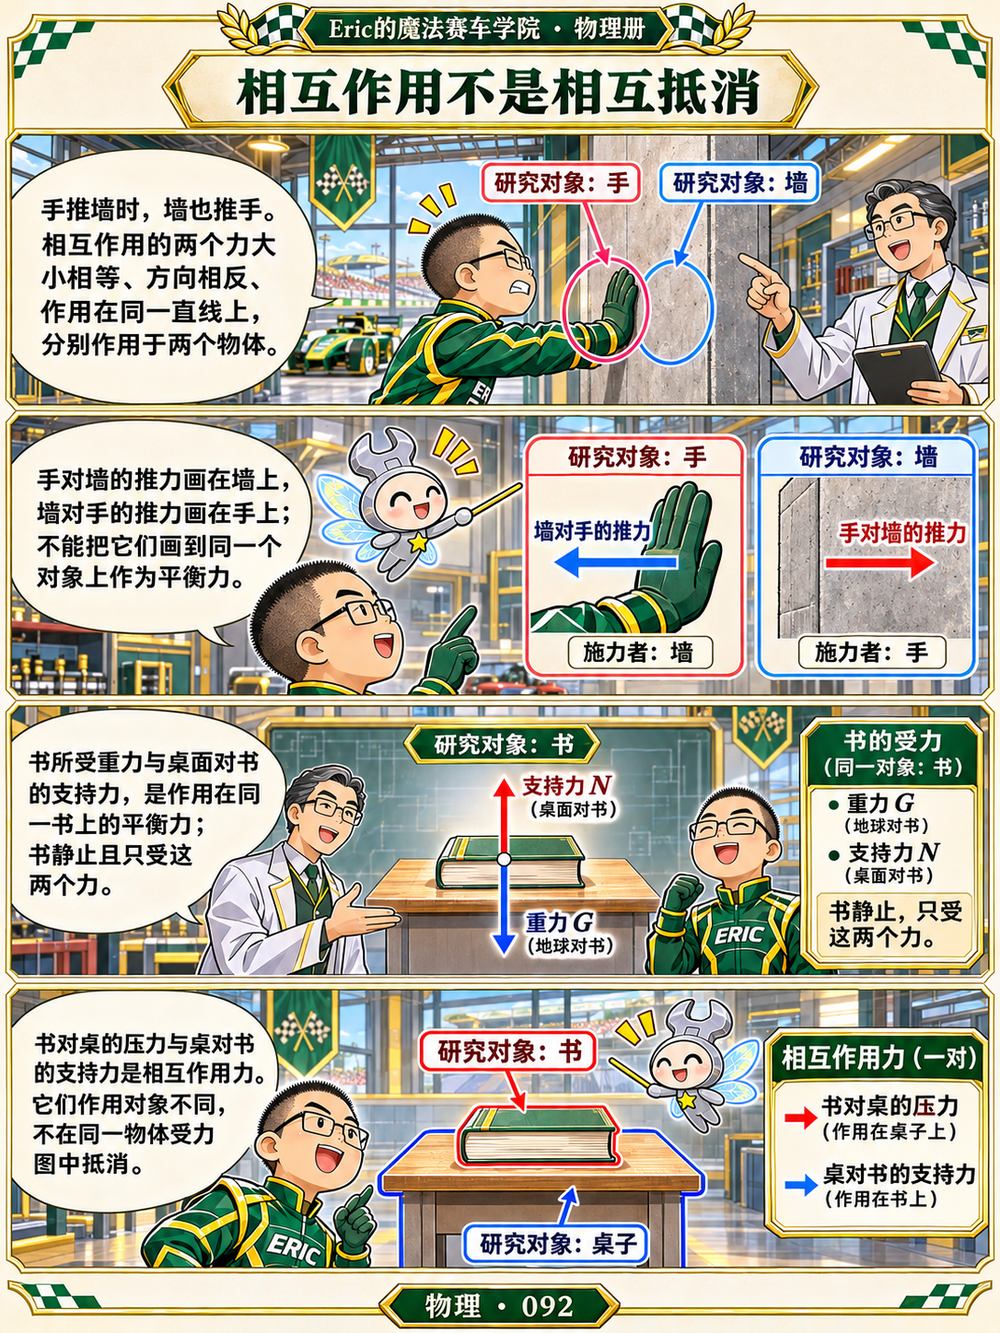 Eric的魔法赛车学院 · 物理册
相互作用不是相互抵消
手推墙时，墙也推手。
相互作用的两个力大
小相等、方向相反、
作用在同一直线上，
分别作用于两个物体。
研究对象：手
研究对象：墙
手对墙的推力画在墙上，
墙对手的推力画在手上；
不能把它们画到同一个
对象上作为平衡力。
研究对象：手
墙对手的推力
施力者：墙
研究对象：墙
手对墙的推力
施力者：手
书所受重力与桌面对书
的支持力，是作用在同
一书上的平衡力；
书静止且只受这
两个力。
研究对象：书
支持力 N
（桌面对书）
重力 G
（地球对书）
ERIC
书的受力
（同一对象：书）
• 重力 G
（地球对书）
• 支持力 N
（桌面对书）
书静止，只受
这两个力。
书对桌的压力与桌对书
的支持力是相互作用力。
它们作用对象不同，
不在同一物体受力
图中抵消。
ERIC
研究对象：书
研究对象：桌子
相互作用力（一对）
书对桌的压力
（作用在桌子上）
桌对书的支持力
（作用在书上）
物理 · 092